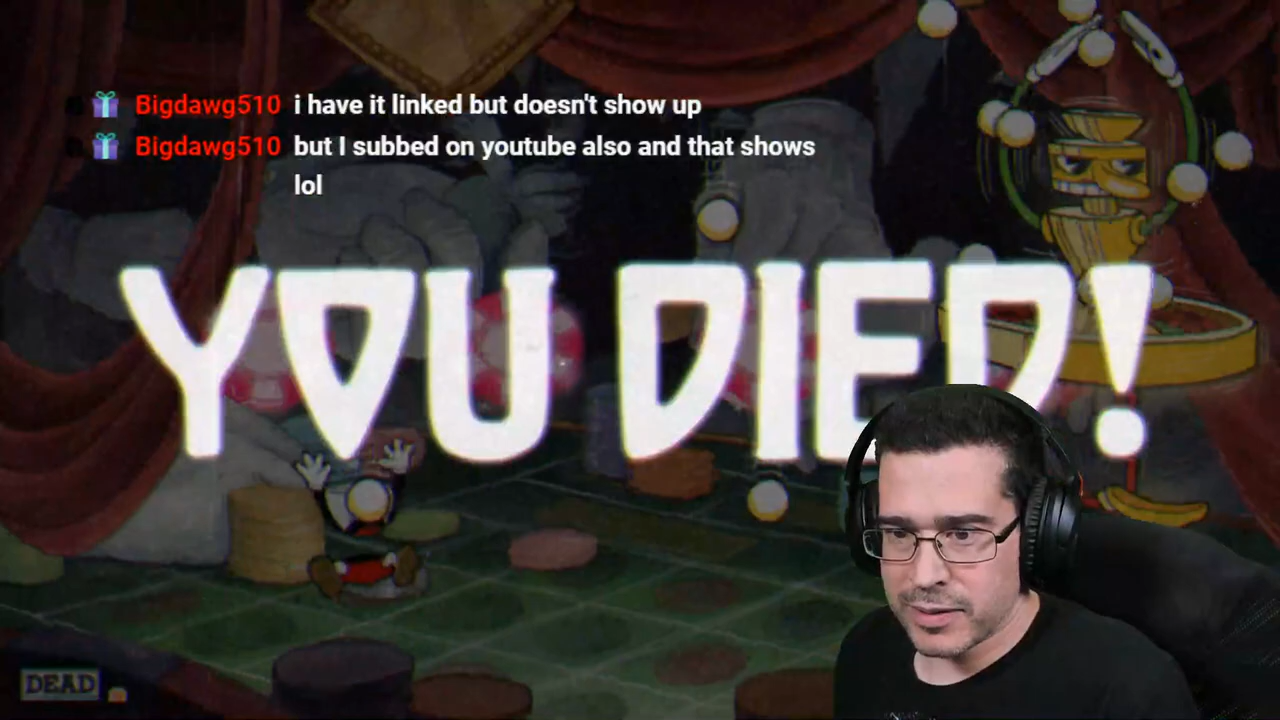 Bigdawg510 i have it linked but doesn't show up
Bigdawg510 but I subbed on youtube also and that shows
lol
YOU DIED!
DEAD